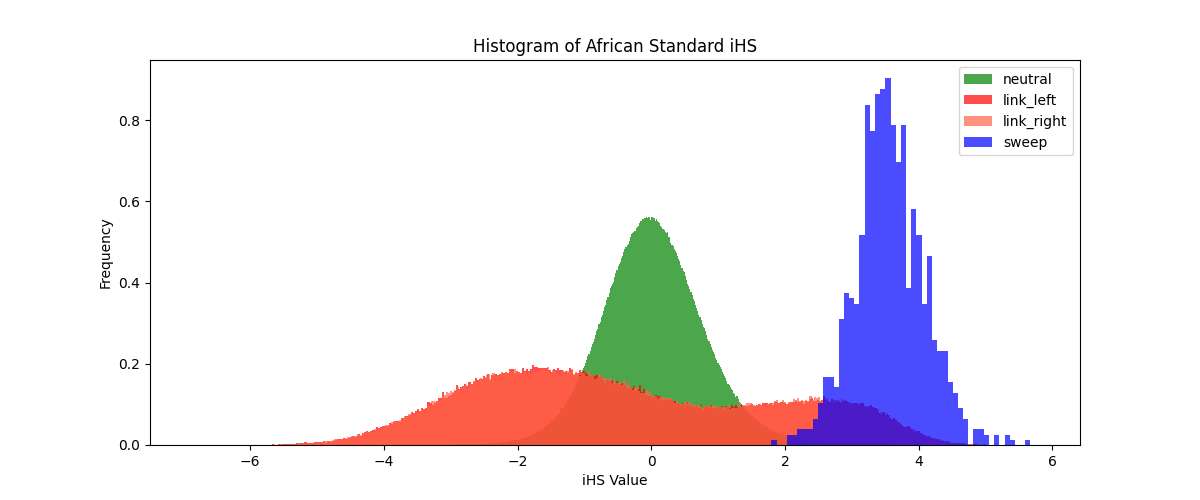 Histogram of African Standard iHS
neutral
link_left
link_right
sweep
0.8
0.6
0.4
0.2
0.0
Frequency
−6
−4
−2
0
2
4
6
iHS Value